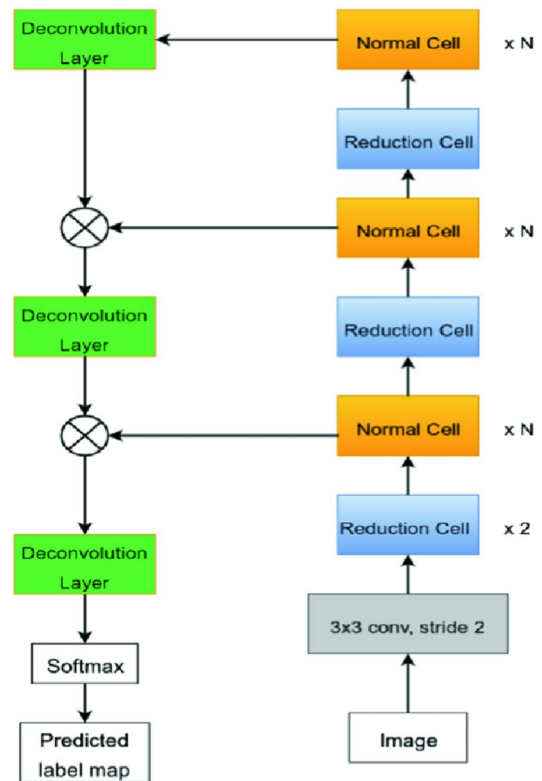 Deconvolution
Layer
Normal Cell
x N
Reduction Cell
Normal Cell
x N
Deconvolution
Layer
Reduction Cell
Normal Cell
x N
Reduction Cell
x 2
Deconvolution
Layer
3x3 conv, stride 2
Softmax
Predicted
label map
Image